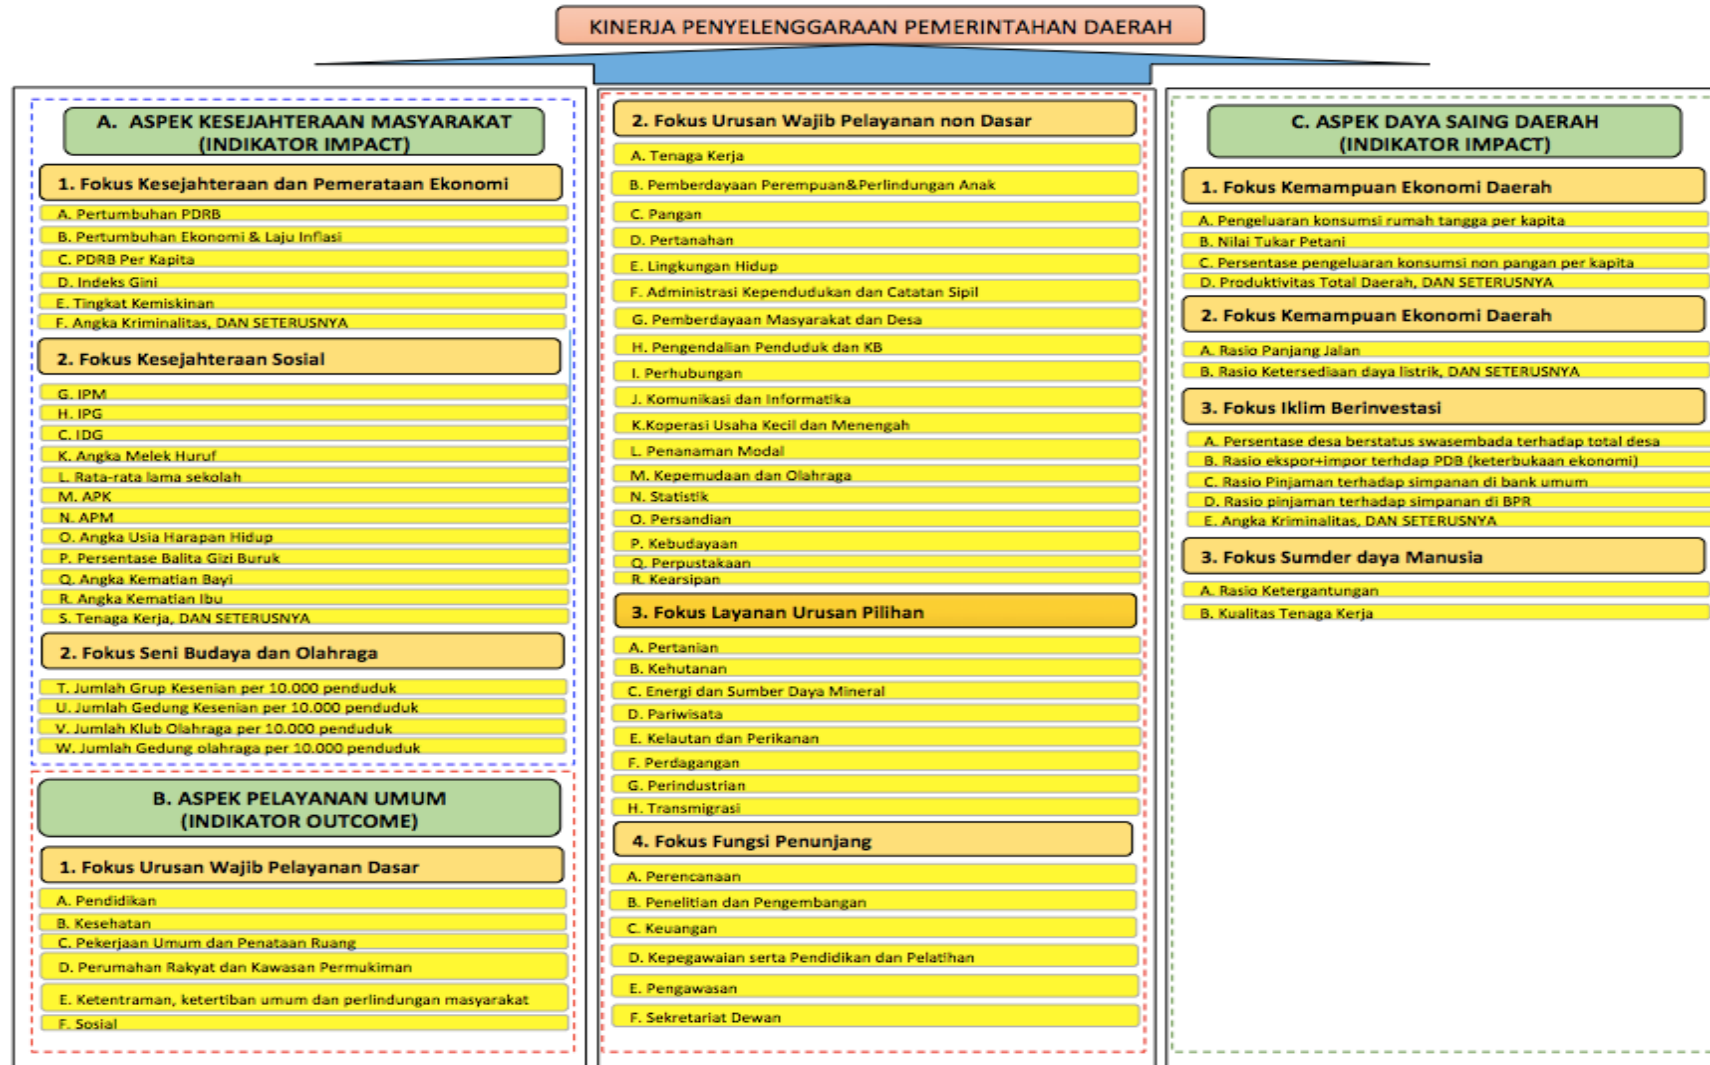 KINERJA PENYELENGGARAAN PEMERINTAHAN DAERAH
A. ASPEK KESEJAHTERAAN MASYARAKAT
(INDIKATOR IMPACT)
1. Fokus Kesejahteraan dan Pemerataan Ekonomi
A. Pertumbuhan PDRB
B. Pertumbuhan Ekonomi & Laju Inflasi
C. PDRB Per Kapita
D. Indeks Gini
E. Tingkat Kemiskinan
F. Angka Kriminalitas, DAN SETERUSNYA
2. Fokus Kesejahteraan Sosial
G. IPM
H. IPG
C. IDG
K. Angka Melek Huruf
L. Rata-rata lama sekolah
M. APK
N. APM
O. Angka Usia Harapan Hidup
P. Persentase Balita Gizi Buruk
Q. Angka Kematian Bayi
R. Angka Kematian Ibu
S. Tenaga Kerja, DAN SETERUSNYA
2. Fokus Seni Budaya dan Olahraga
T. Jumlah Grup Kesenian per 10.000 penduduk
U. Jumlah Gedung Kesenian per 10.000 penduduk
V. Jumlah Klub Olahraga per 10.000 penduduk
W. Jumlah Gedung olahraga per 10.000 penduduk
B. ASPEK PELAYANAN UMUM
(INDIKATOR OUTCOME)
1. Fokus Urusan Wajib Pelayanan Dasar
A. Pendidikan
B. Kesehatan
C. Pekerjaan Umum dan Penataan Ruang
D. Perumahan Rakyat dan Kawasan Permukiman
E. Ketentraman, ketertiban umum dan perlindungan masyarakat
F. Sosial
2. Fokus Urusan Wajib Pelayanan non Dasar
A. Tenaga Kerja
B. Pemberdayaan Perempuan&Perlindungan Anak
C. Pangan
D. Pertanahan
E. Lingkungan Hidup
F. Administrasi Kependudukan dan Catatan Sipil
G. Pemberdayaan Masyarakat dan Desa
H. Pengendalian Penduduk dan KB
I. Perhubungan
J. Komunikasi dan Informatika
K.Koperasi Usaha Kecil dan Menengah
L. Penanaman Modal
M. Kepemudaan dan Olahraga
N. Statistik
O. Persandian
P. Kebudayaan
Q. Perpustakaan
R. Kearsipan
3. Fokus Layanan Urusan Pilihan
A. Pertanian
B. Kehutanan
C. Energi dan Sumber Daya Mineral
D. Pariwisata
E. Kelautan dan Perikanan
F. Perdagangan
G. Perindustrian
H. Transmigrasi
4. Fokus Fungsi Penunjang
A. Perencanaan
B. Penelitian dan Pengembangan
C. Keuangan
D. Kepegawaian serta Pendidikan dan Pelatihan
E. Pengawasan
F. Sekretariat Dewan
C. ASPEK DAYA SAING DAERAH
(INDIKATOR IMPACT)
1. Fokus Kemampuan Ekonomi Daerah
A. Pengeluaran konsumsi rumah tangga per kapita
B. Nilai Tukar Petani
C. Persentase pengeluaran konsumsi non pangan per kapita
D. Produktivitas Total Daerah, DAN SETERUSNYA
2. Fokus Kemampuan Ekonomi Daerah
A. Rasio Panjang Jalan
B. Rasio Ketersediaan daya listrik, DAN SETERUSNYA
3. Fokus Iklim Berinvestasi
A. Persentase desa berstatus swasembada terhadap total desa
B. Rasio ekspor+impor terhdap PDB (keterbukaan ekonomi)
C. Rasio Pinjaman terhadap simpanan di bank umum
D. Rasio pinjaman terhadap simpanan di BPR
E. Angka Kriminalitas, DAN SETERUSNYA
3. Fokus Sumder daya Manusia
A. Rasio Ketergantungan
B. Kualitas Tenaga Kerja